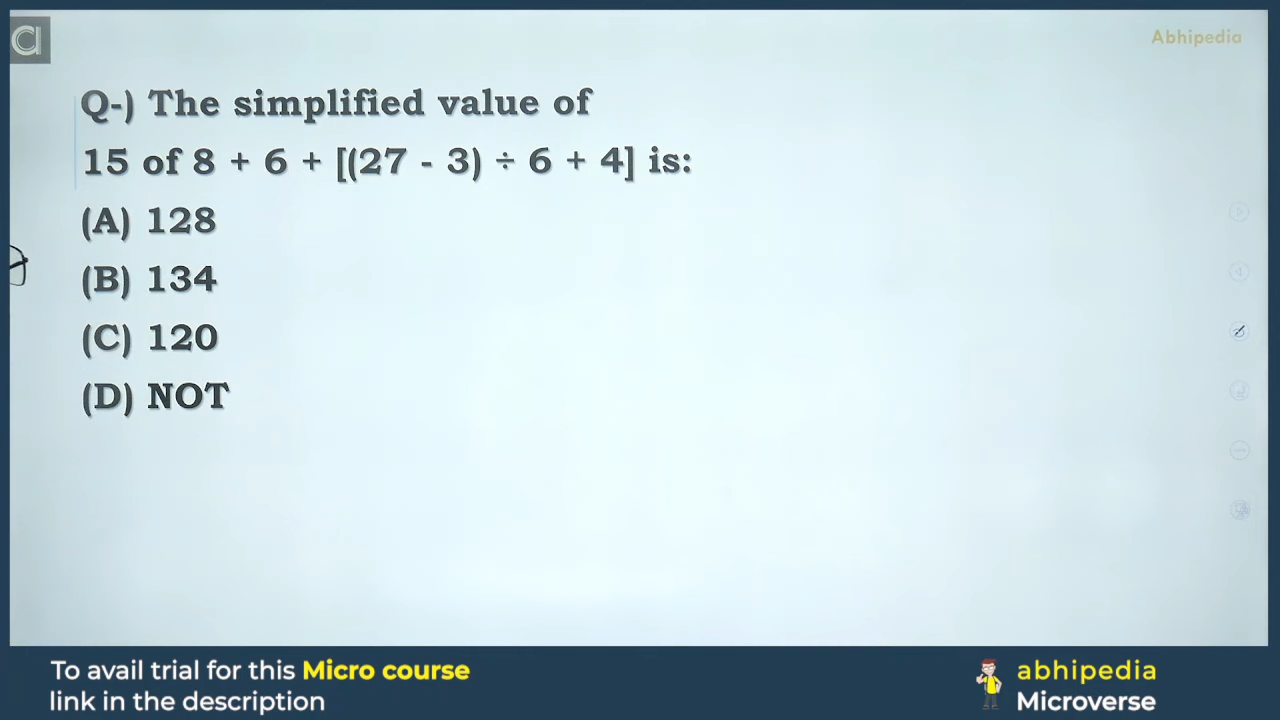 Abhipedia
Q-) The simplified value of
15 of 8 + 6 + [(27 - 3) ÷ 6 + 4] is:
(A) 128
(B) 134
(C) 120
(D) NOT
To avail trial for this Micro course
link in the description
abhipedia
Microverse